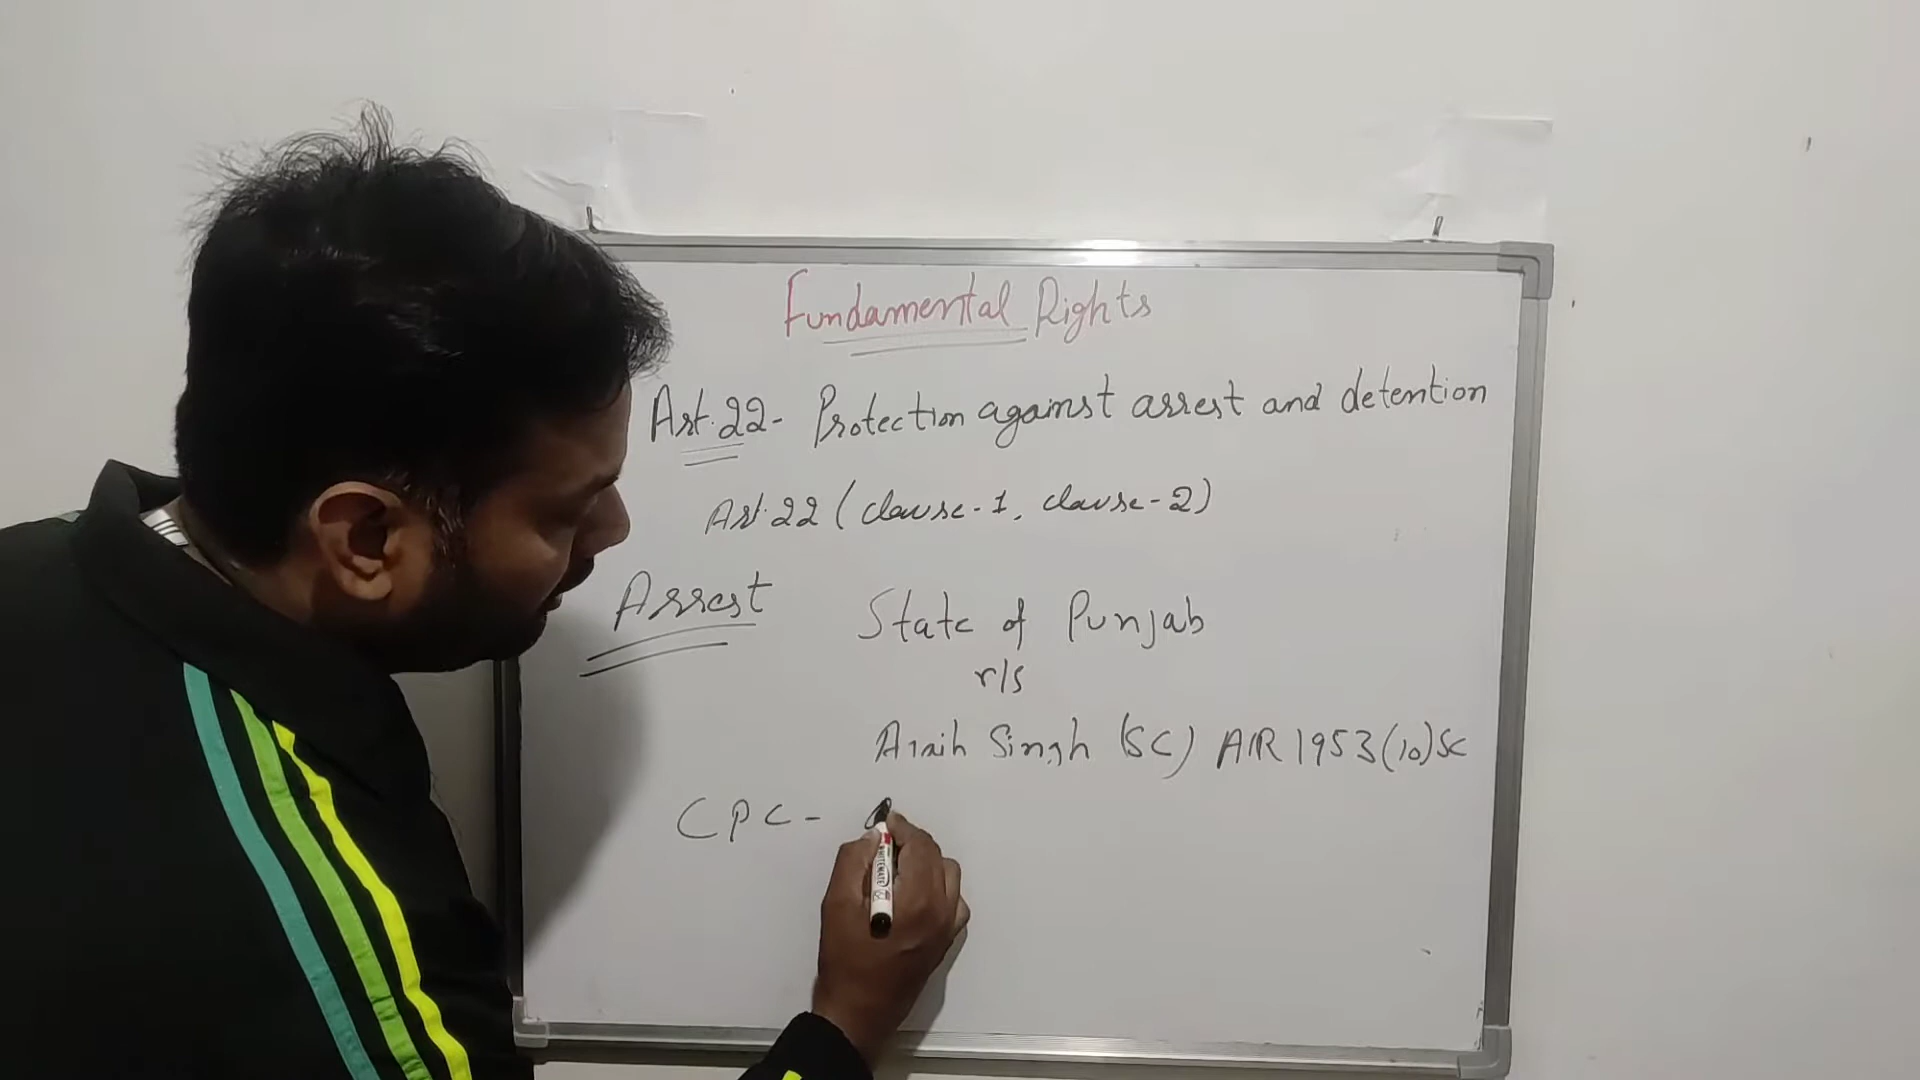 Fundamental Rights
Art. 22- Protection against arrest and detention
Art. 22 (clause-1, clause-2)
Arrest
State of Punjab
v/s
Singh (SC) AIR 1953 (10) SC
CPC-
WHITEMATE